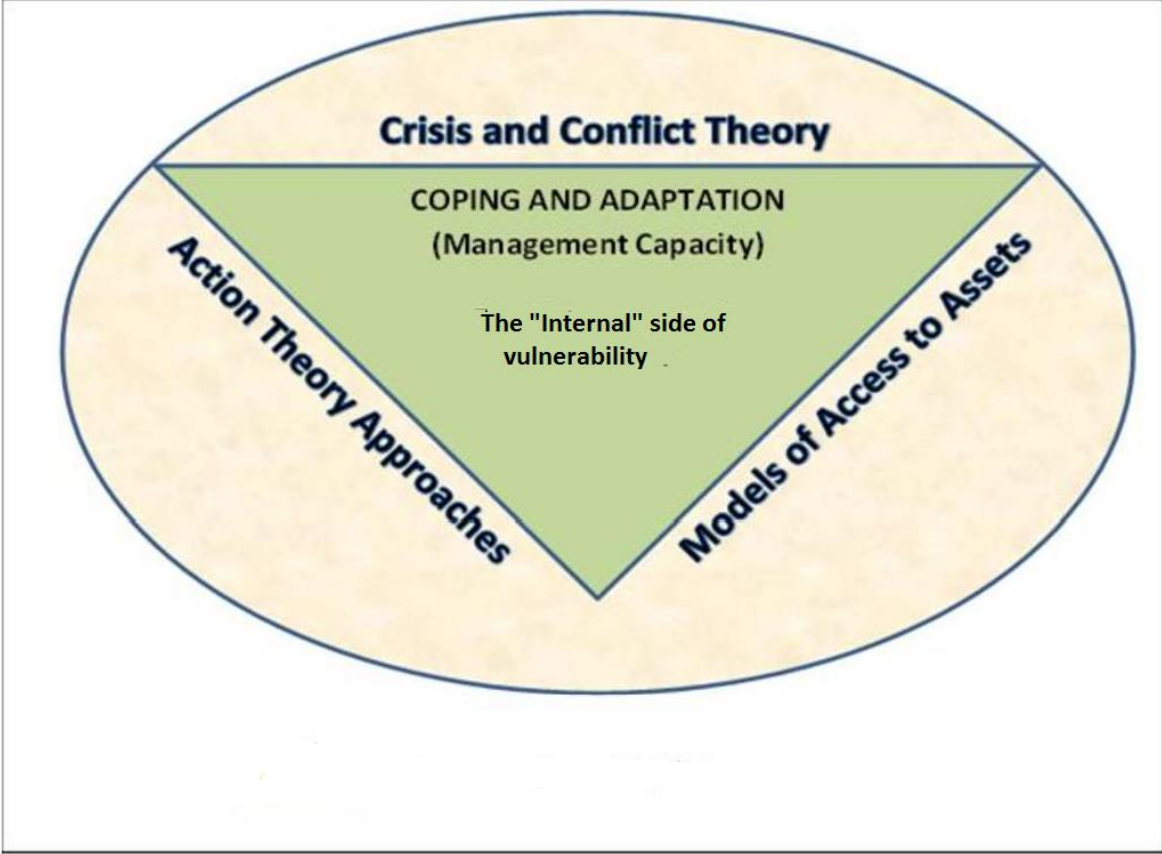 Crisis and Conflict Theory
COPING AND ADAPTATION
(Management Capacity)
The "Internal" side of
vulnerability
Action Theory Approaches
Models of Access to Assets